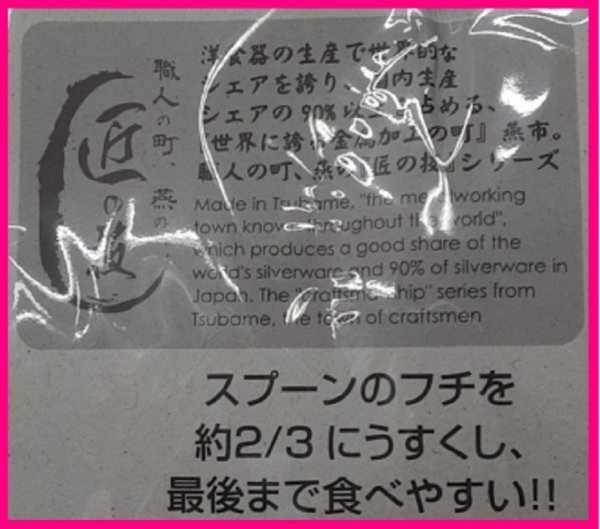 職人の町、燕の
匠の技
洋食器の生産で世界的な
シェアを誇り、国内生産
シェアの90%以上を占める、
『世界に誇る金属加工の町』燕市。
職人の町、燕の『匠の技』シリーズ
Made in Tsubame, "the metalworking
town known throughout the world",
which produces a good share of the
world's silverware and 90% of silverware in
Japan. The "craftsmanship" series from
Tsubame, the town of craftsmen
スプーンのフチを
約2/3にうすくし、
最後まで食べやすい!!